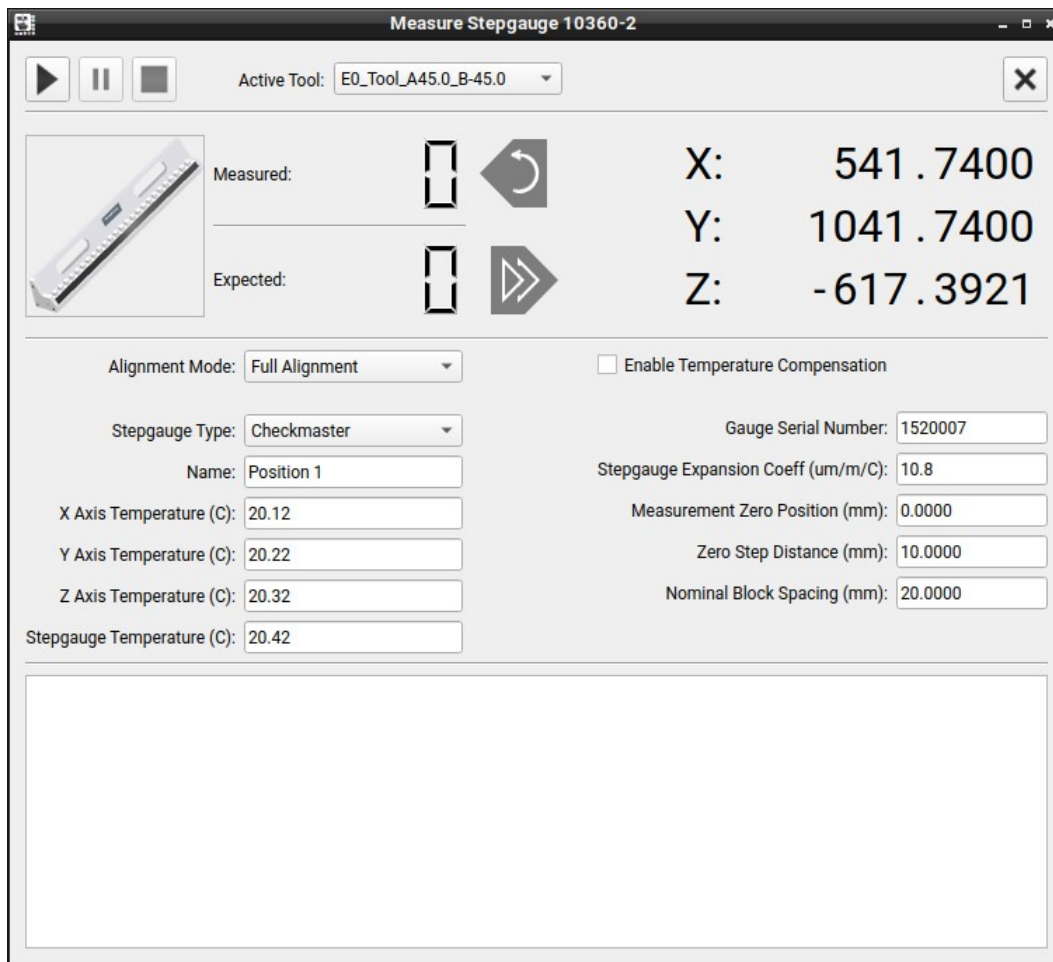 Measure Stepgauge 10360-2
Active Tool: E0_Tool_A45.0_B-45.0
Measured: 0
Expected: 0
X: 541.7400
Y: 1041.7400
Z: -617.3921
Alignment Mode: Full Alignment
Enable Temperature Compensation
Stepgauge Type: Checkmaster
Name: Position 1
X Axis Temperature (C): 20.12
Y Axis Temperature (C): 20.22
Z Axis Temperature (C): 20.32
Stepgauge Temperature (C): 20.42
Gauge Serial Number: 1520007
Stepgauge Expansion Coeff (um/m/C): 10.8
Measurement Zero Position (mm): 0.0000
Zero Step Distance (mm): 10.0000
Nominal Block Spacing (mm): 20.0000